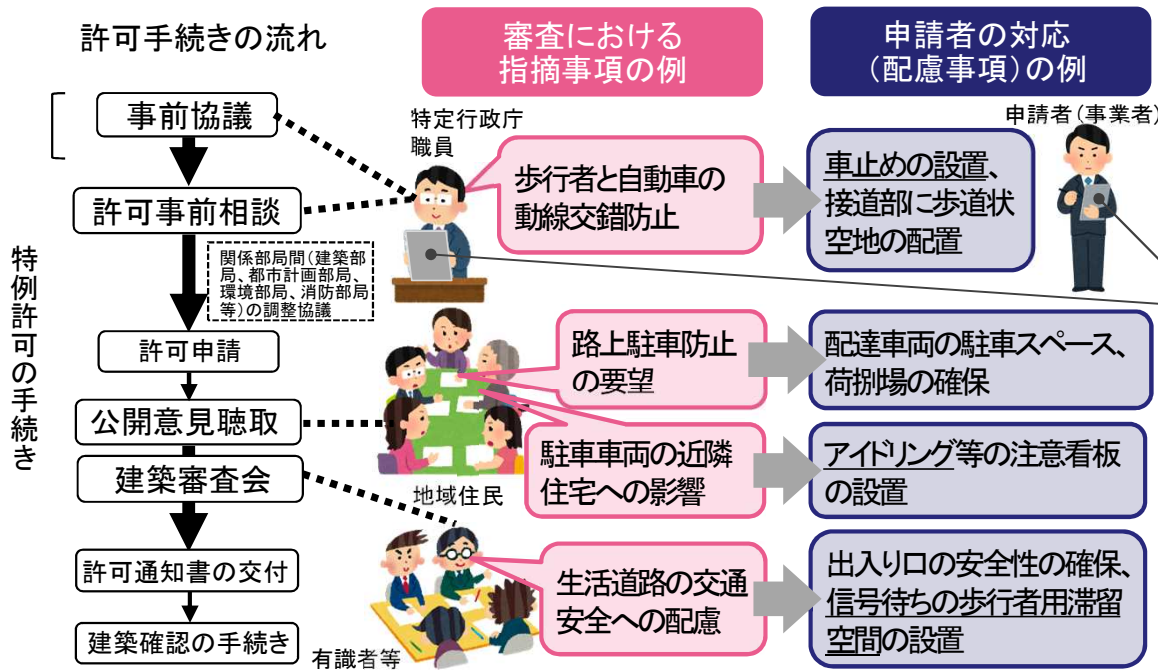 許可手続きの流れ
審査における
指摘事項の例
申請者の対応
(配慮事項)の例
特例許可の手続き
事前協議
許可事前相談
関係部局間(建築部
局、都市計画部局、
環境部局、消防部局
等)の調整協議
許可申請
公開意見聴取
建築審査会
許可通知書の交付
建築確認の手続き
特定行政庁
職員
歩行者と自動車の
動線交錯防止
申請者(事業者)
車止めの設置、
接道部に歩道状
空地の配置
路上駐車防止
の要望
配達車両の駐車スペース、
荷捌場の確保
駐車車両の近隣
住宅への影響
アイドリング等の注意看板
の設置
地域住民
生活道路の交通
安全への配慮
出入り口の安全性の確保、
信号待ちの歩行者用滞留
空間の設置
有識者等